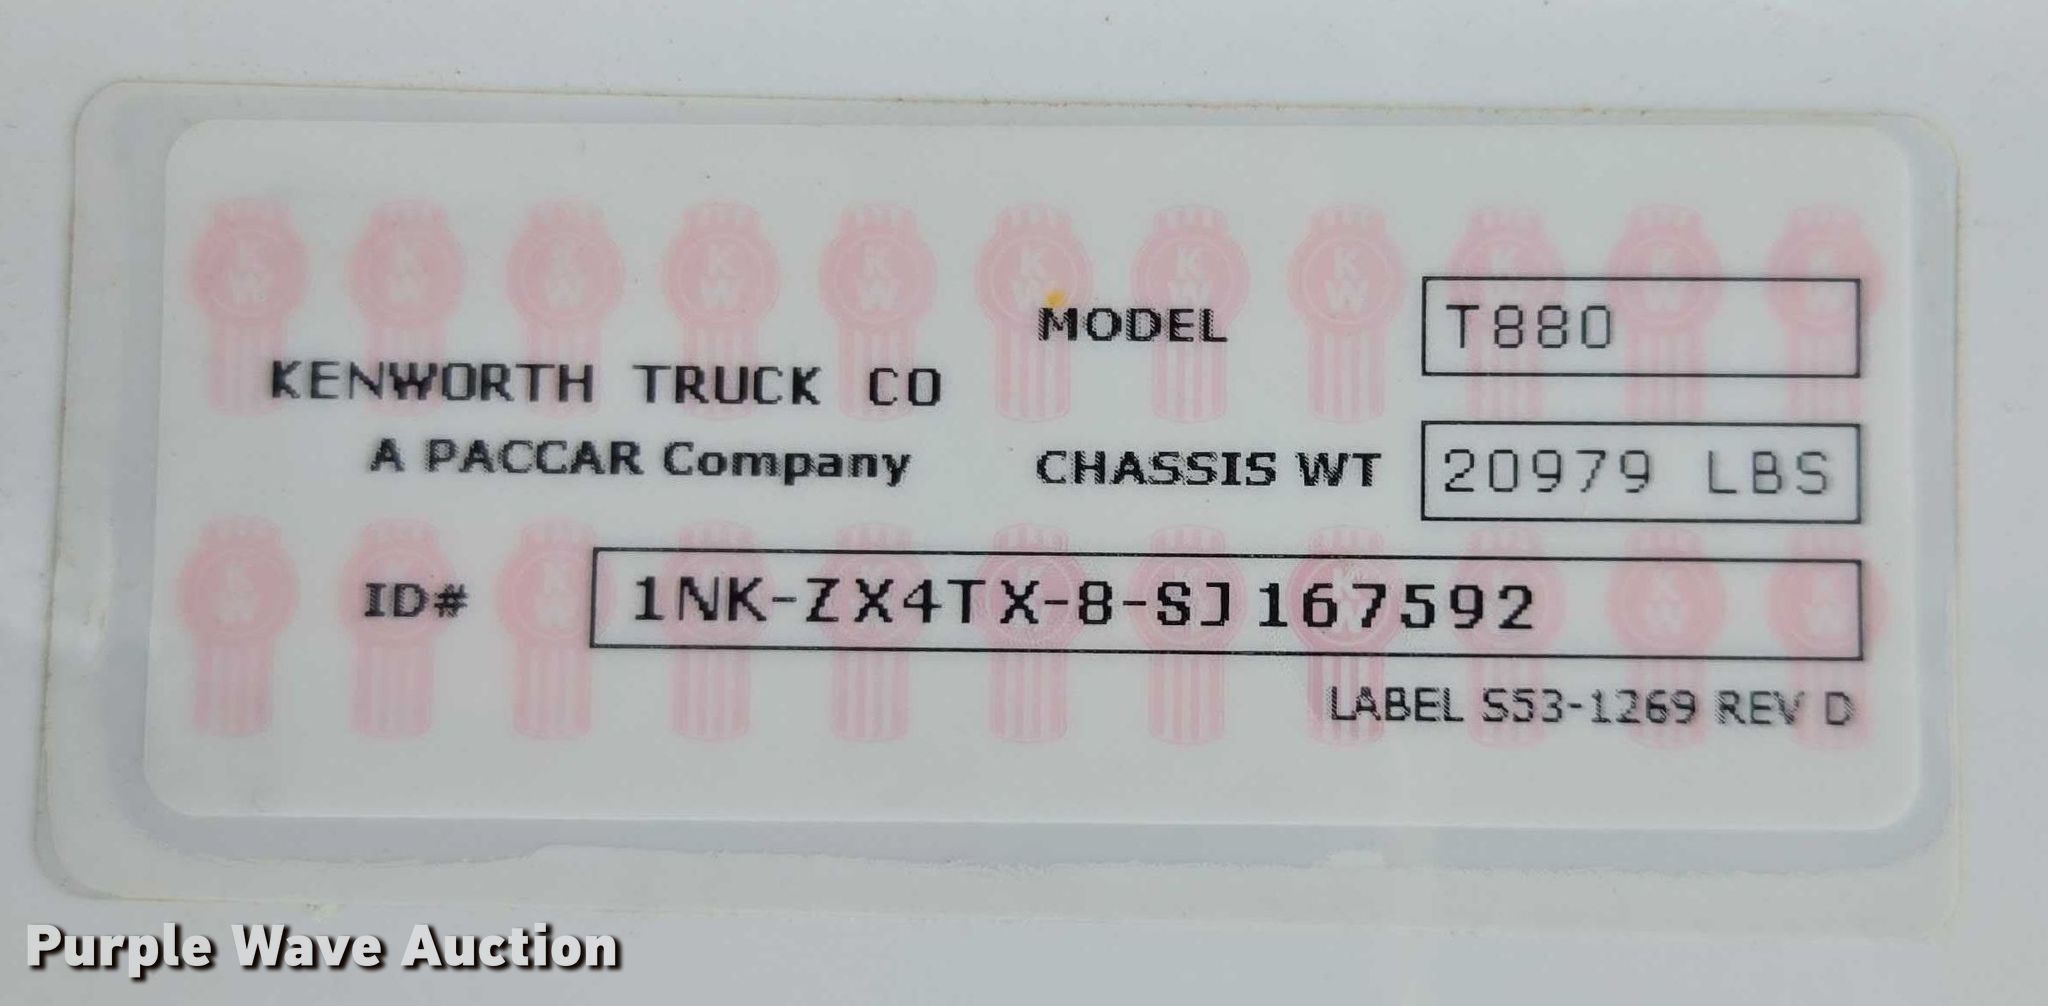 MODEL T880
KENWORTH TRUCK CO
A PACCAR Company
CHASSIS WT 20979 LBS
ID# 1NK-ZX4TX-8-SJ167592
LABEL S53-1269 REV D
Purple Wave Auction